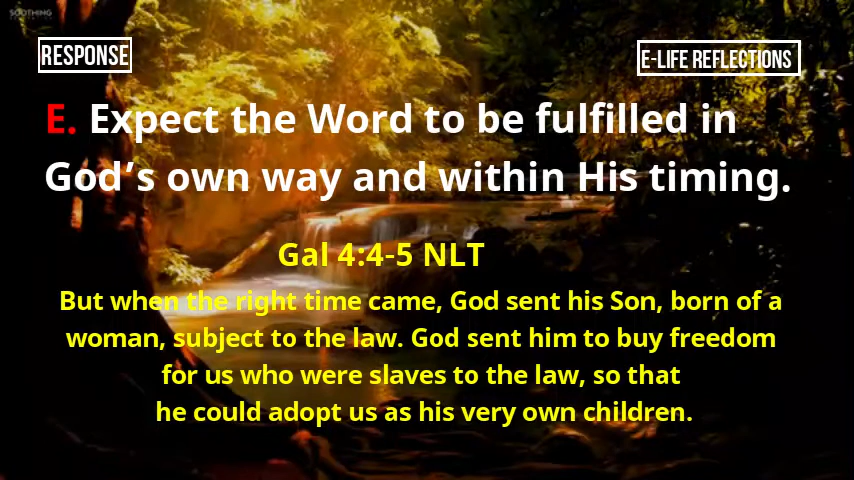 SOOTHING
RESPONSE
E-LIFE REFLECTIONS
E. Expect the Word to be fulfilled in
God’s own way and within His timing.
Gal 4:4-5 NLT
But when the right time came, God sent his Son, born of a
woman, subject to the law. God sent him to buy freedom
for us who were slaves to the law, so that
he could adopt us as his very own children.